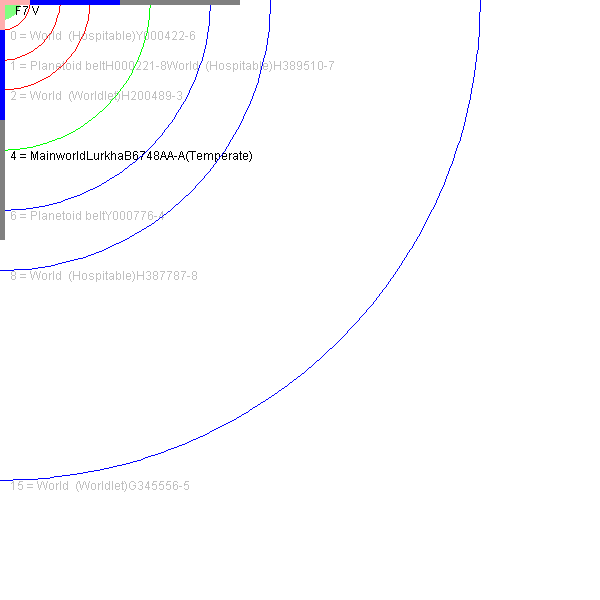 F7 V
0 = World  (Hospitable)Y000422-6
1 = Planetoid beltH000221-8World  (Hospitable)H389510-7
2 = World  (Worldlet)H200489-3
4 = MainworldLurkhaB6748AA-A(Temperate)
6 = Planetoid beltY000776-4
8 = World  (Hospitable)H387787-8
15 = World  (Worldlet)G345556-5